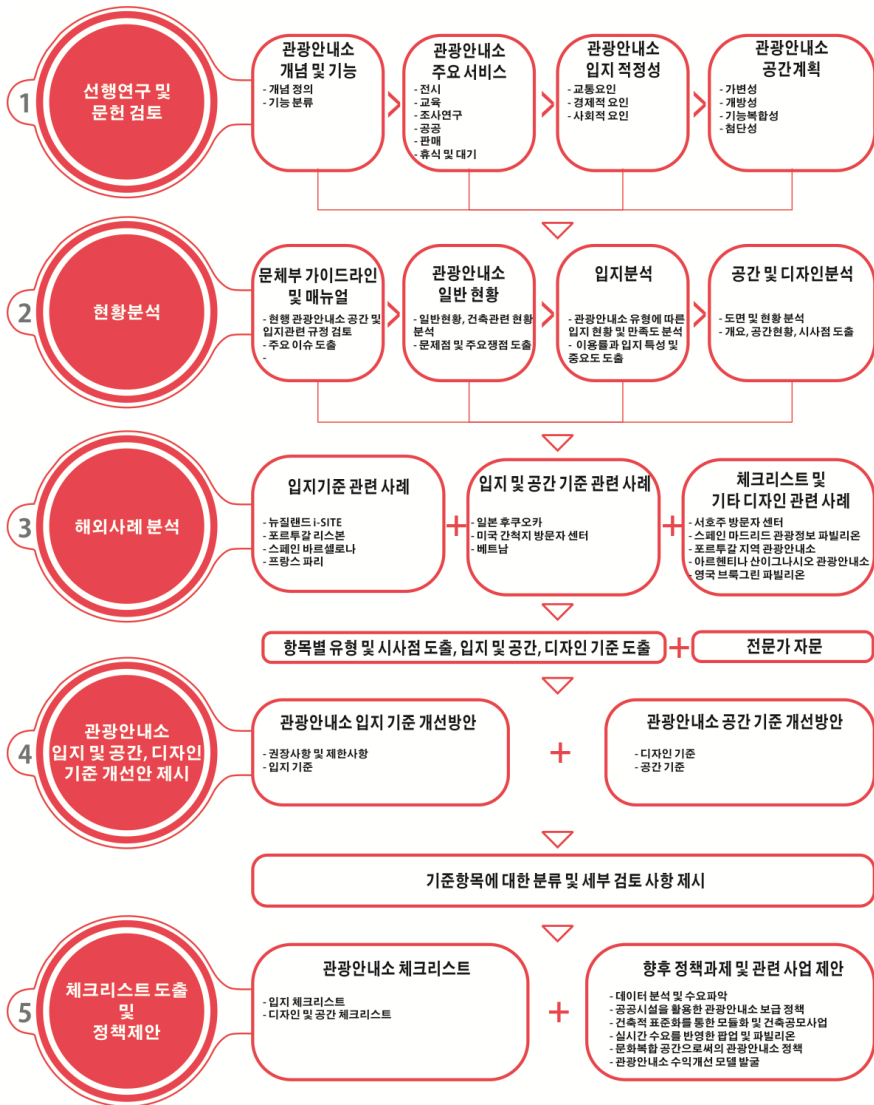 1
선행연구 및
문헌 검토
관광안내소
개념 및 기능
- 개념 정의
- 기능 분류
관광안내소
주요 서비스
- 전시
- 교육
- 조사연구
- 공공
- 판매
- 휴식 및 대기
관광안내소
입지 적정성
- 교통요인
- 경제적 요인
- 사회적 요인
관광안내소
공간계획
- 가변성
- 개방성
- 기능복합성
- 첨단성
2
현황분석
문체부 가이드라인
및 매뉴얼
- 현행 관광안내소 공간 및
입지관련 규정 검토
- 주요 이슈 도출
-
관광안내소
일반 현황
- 일반현황, 건축관련 현황
분석
- 문제점 및 주요쟁점 도출
입지분석
- 관광안내소 유형에 따른
입지 현황 및 만족도 분석
- 이용률과 입지 특성 및
중요도 도출
공간 및 디자인분석
- 도면 및 현황 분석
- 개요, 공간현황, 시사점 도출
3
해외사례 분석
입지기준 관련 사례
- 뉴질랜드 i-SITE
- 포르투갈 리스본
- 스페인 바르셀로나
- 프랑스 파리
+
입지 및 공간 기준 관련 사례
- 일본 후쿠오카
- 미국 간척지 방문자 센터
- 베트남
+
체크리스트 및
기타 디자인 관련 사례
- 서호주 방문자 센터
- 스페인 마드리드 관광정보 파빌리온
- 포르투갈 지역 관광안내소
- 아르헨티나 산이그나시오 관광안내소
- 영국 브룩그린 파빌리온
항목별 유형 및 시사점 도출, 입지 및 공간, 디자인 기준 도출
+
전문가 자문
4
관광안내소
입지 및 공간, 디자인
기준 개선안 제시
관광안내소 입지 기준 개선방안
- 권장사항 및 제한사항
- 입지 기준
+
관광안내소 공간 기준 개선방안
- 디자인 기준
- 공간 기준
기준항목에 대한 분류 및 세부 검토 사항 제시
5
체크리스트 도출
및
정책제안
관광안내소 체크리스트
- 입지 체크리스트
- 디자인 및 공간 체크리스트
+
향후 정책과제 및 관련 사업 제안
- 데이터 분석 및 수요파악
- 공공시설을 활용한 관광안내소 보급 정책
- 건축적 표준화를 통한 모듈화 및 건축공모사업
- 실시간 수요를 반영한 팝업 및 파빌리온
- 문화복합 공간으로써의 관광안내소 정책
- 관광안내소 수익개선 모델 발굴